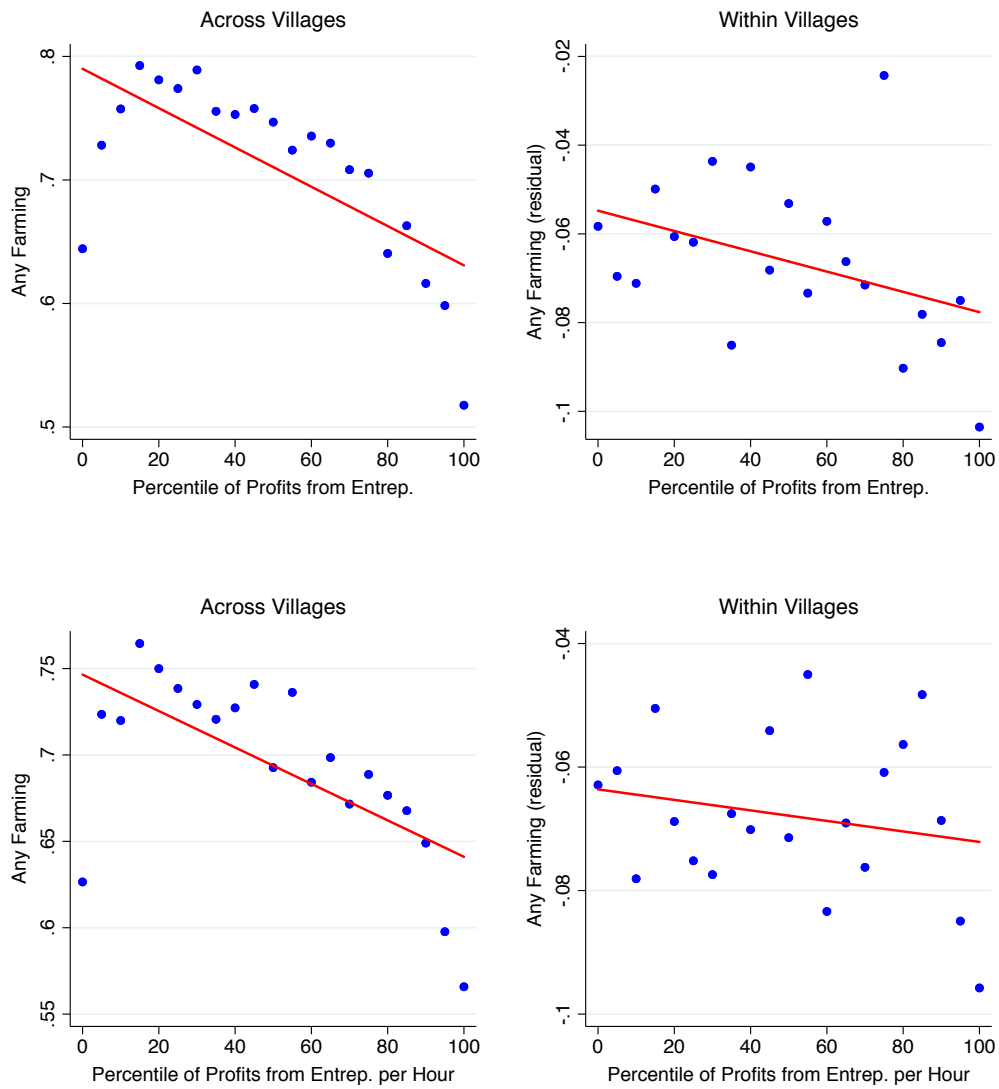 Across Villages
Any Farming
.8
.7
.6
.5
0 20 40 60 80 100
Percentile of Profits from Entrep.
Within Villages
Any Farming (residual)
-.02
-.04
-.06
-.08
-.1
0 20 40 60 80 100
Percentile of Profits from Entrep.
Across Villages
Any Farming
.75
.7
.65
.6
.55
0 20 40 60 80 100
Percentile of Profits from Entrep. per Hour
Within Villages
Any Farming (residual)
-.04
-.06
-.08
-.1
0 20 40 60 80 100
Percentile of Profits from Entrep. per Hour